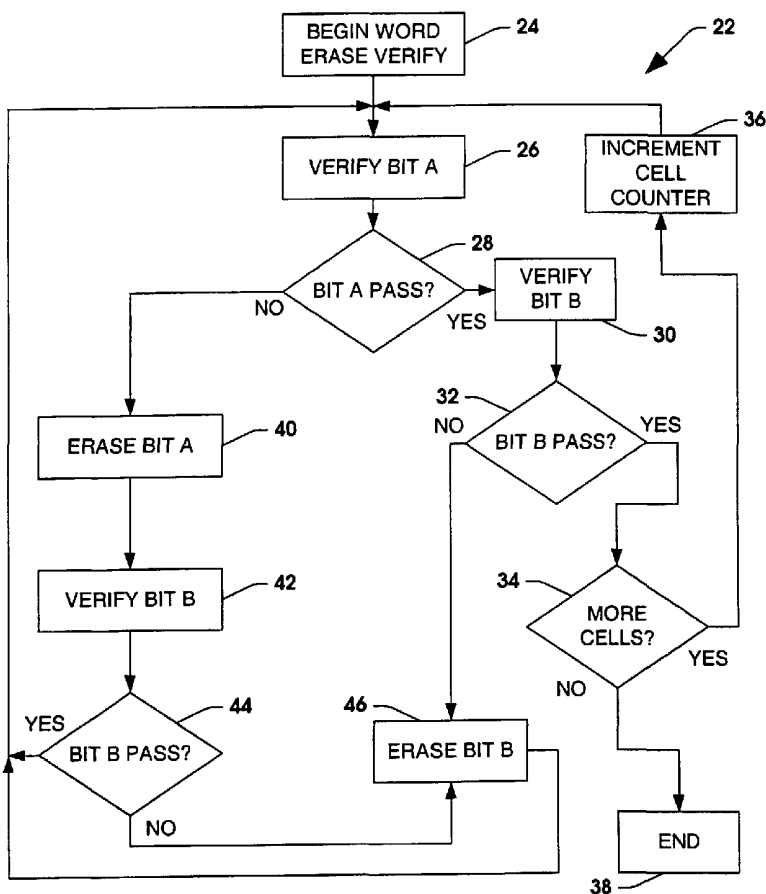 BEGIN WORD
ERASE VERIFY
24
22
36
INCREMENT
CELL
COUNTER
VERIFY BIT A
26
28
BIT A PASS?
NO
YES
VERIFY
BIT B
30
32
NO
BIT B PASS?
YES
ERASE BIT A
40
34
MORE
CELLS?
YES
NO
VERIFY BIT B
42
44
YES
BIT B PASS?
NO
46
ERASE BIT B
END
38